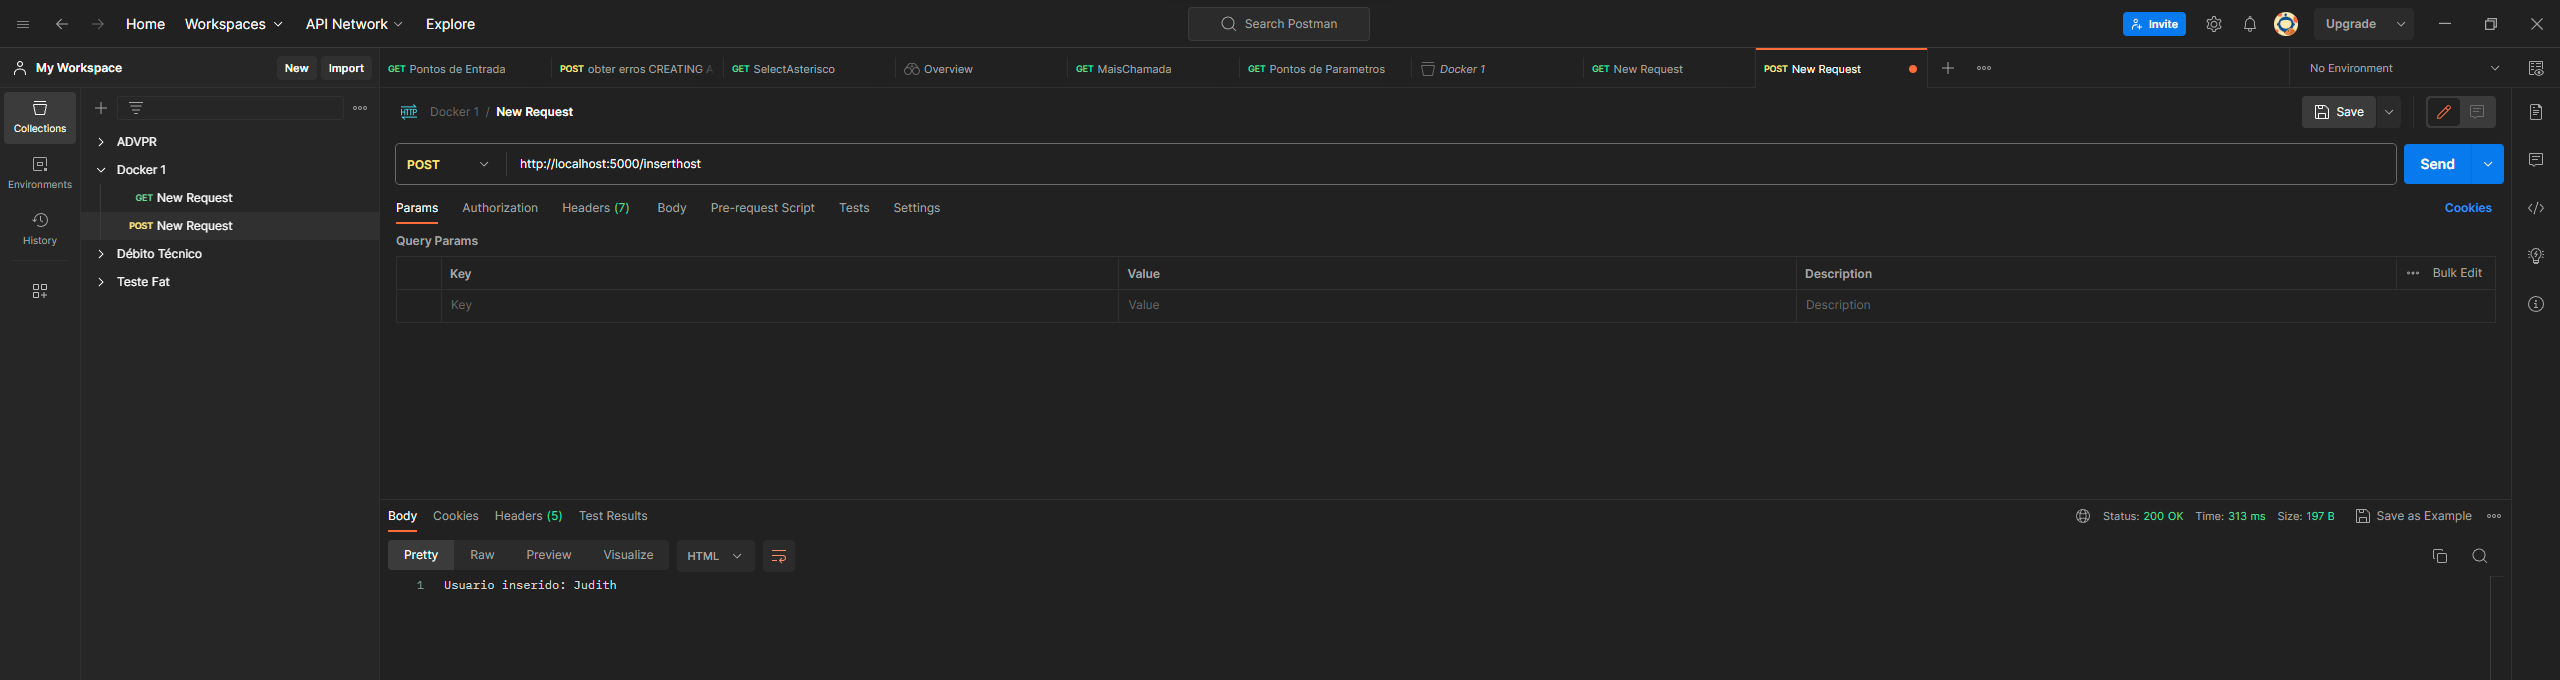 Home Workspaces API Network Explore Search Postman Invite Upgrade
My Workspace New Import GET Pontos de Entrada POST obter erros CREATING A GET SelectAsterisco Overview GET MaisChamada GET Pontos de Parametros Docker 1 GET New Request POST New Request No Environment
Collections
Environments
History
ADVPR
Docker 1
GET New Request
POST New Request
Débito Técnico
Teste Fat
HTTP Docker 1 / New Request Save
POST http://localhost:5000/inserthost Send
Params Authorization Headers (7) Body Pre-request Script Tests Settings Cookies
Query Params
Key Value Description Bulk Edit
Key Value Description
Body Cookies Headers (5) Test Results Status: 200 OK Time: 313 ms Size: 197 B Save as Example
Pretty Raw Preview Visualize HTML
1 Usuario inserido: Judith